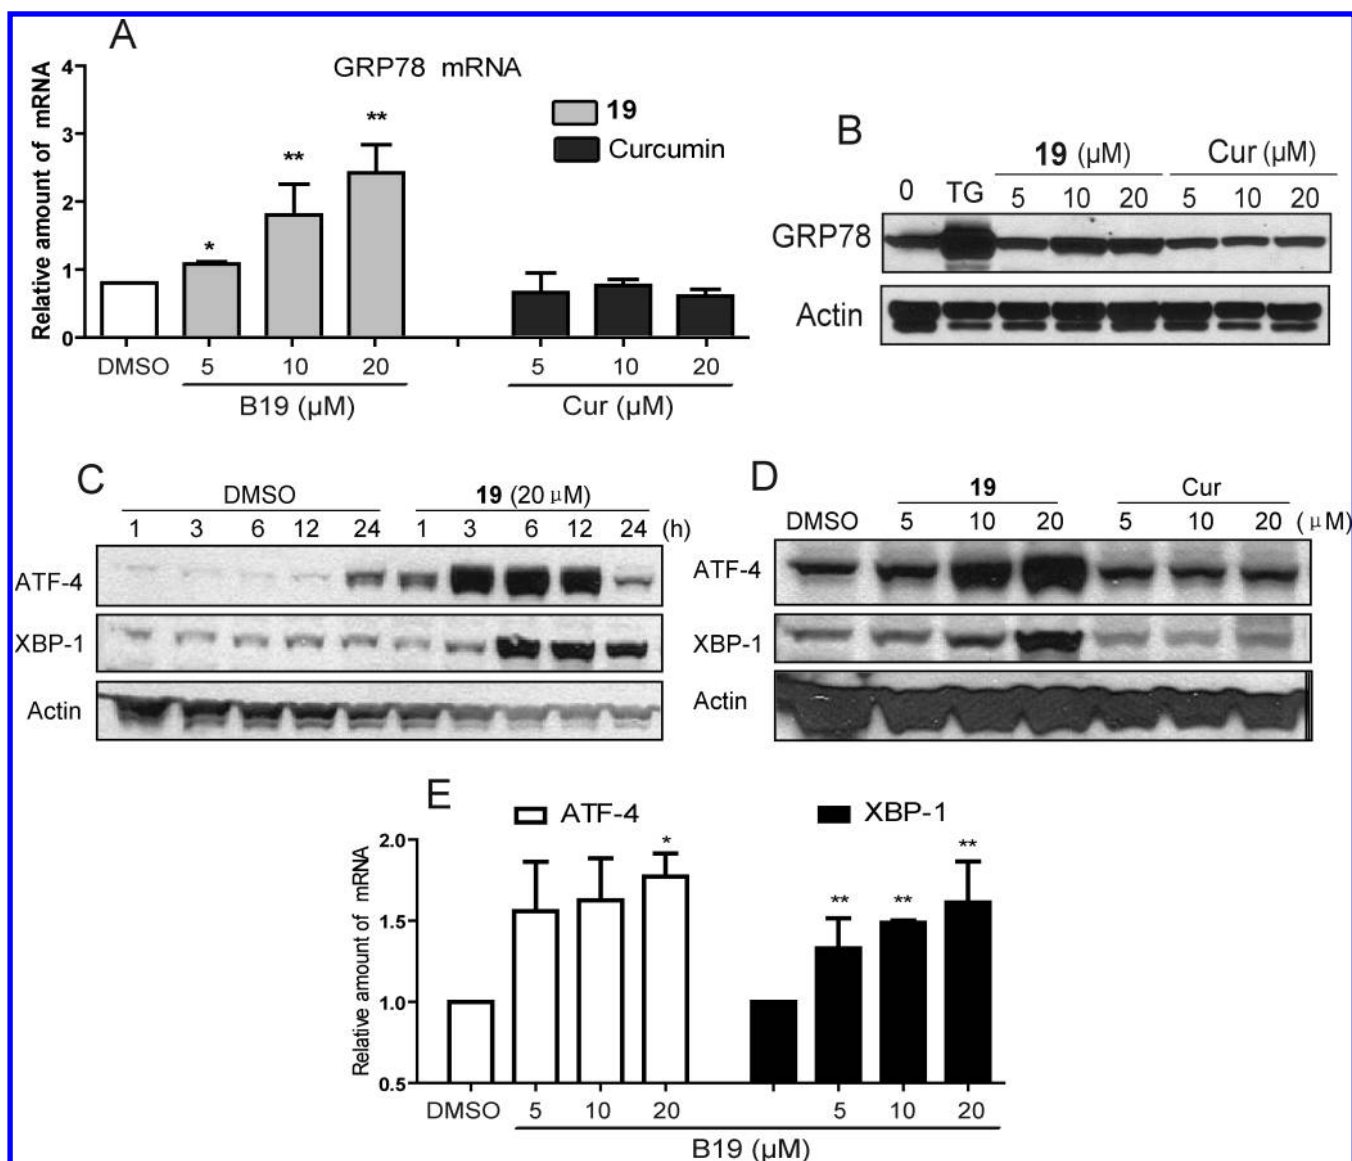 A
GRP78 mRNA
Relative amount of mRNA
4
3
2
1
0
*
**
**
19
Curcumin
DMSO 5 10 20 5 10 20
B19 (μM) Cur (μM)
B
19 (μM) Cur (μM)
0 TG 5 10 20 5 10 20
GRP78
Actin
C
DMSO 19 (20 μM)
1 3 6 12 24 1 3 6 12 24 (h)
ATF-4
XBP-1
Actin
D
19 Cur
DMSO 5 10 20 5 10 20 (μM)
ATF-4
XBP-1
Actin
E
ATF-4 XBP-1
Relative amount of mRNA
2.0
1.5
1.0
0.5
*
** ** **
DMSO 5 10 20 5 10 20
B19 (μM)